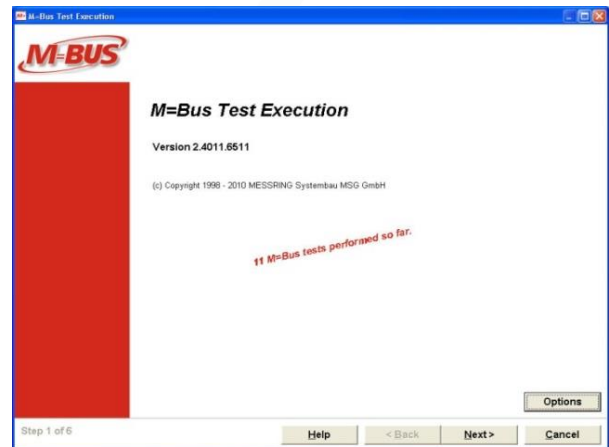 M=Bus Test Execution
M=BUS
M=Bus Test Execution
Version 2.4011.6511
(c) Copyright 1998 - 2010 MESSRING Systembau MSG GmbH
11 M=Bus tests performed so far.
Options
Step 1 of 6
Help
< Back
Next >
Cancel